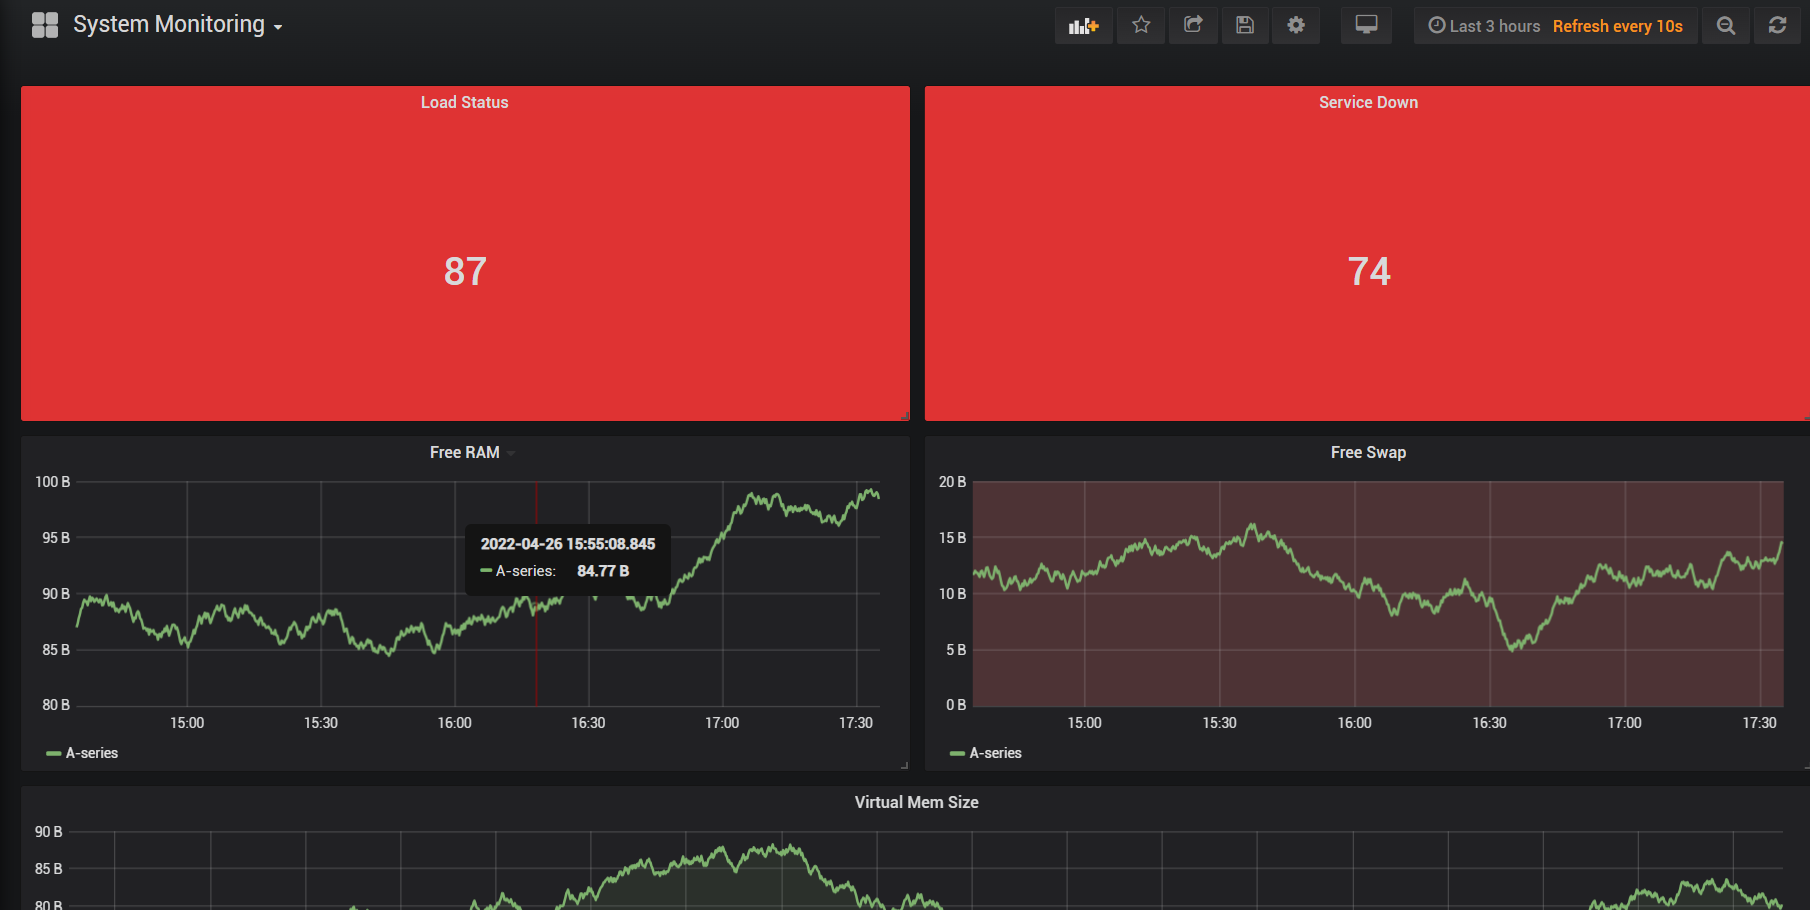 System Monitoring
Last 3 hours Refresh every 10s
Load Status
87
Service Down
74
Free RAM
100 B
95 B
90 B
85 B
80 B
15:00 15:30 16:00 16:30 17:00 17:30
2022-04-26 15:55:08.845
A-series: 84.77 B
A-series
Free Swap
20 B
15 B
10 B
5 B
0 B
15:00 15:30 16:00 16:30 17:00 17:30
A-series
Virtual Mem Size
90 B
85 B
80 B